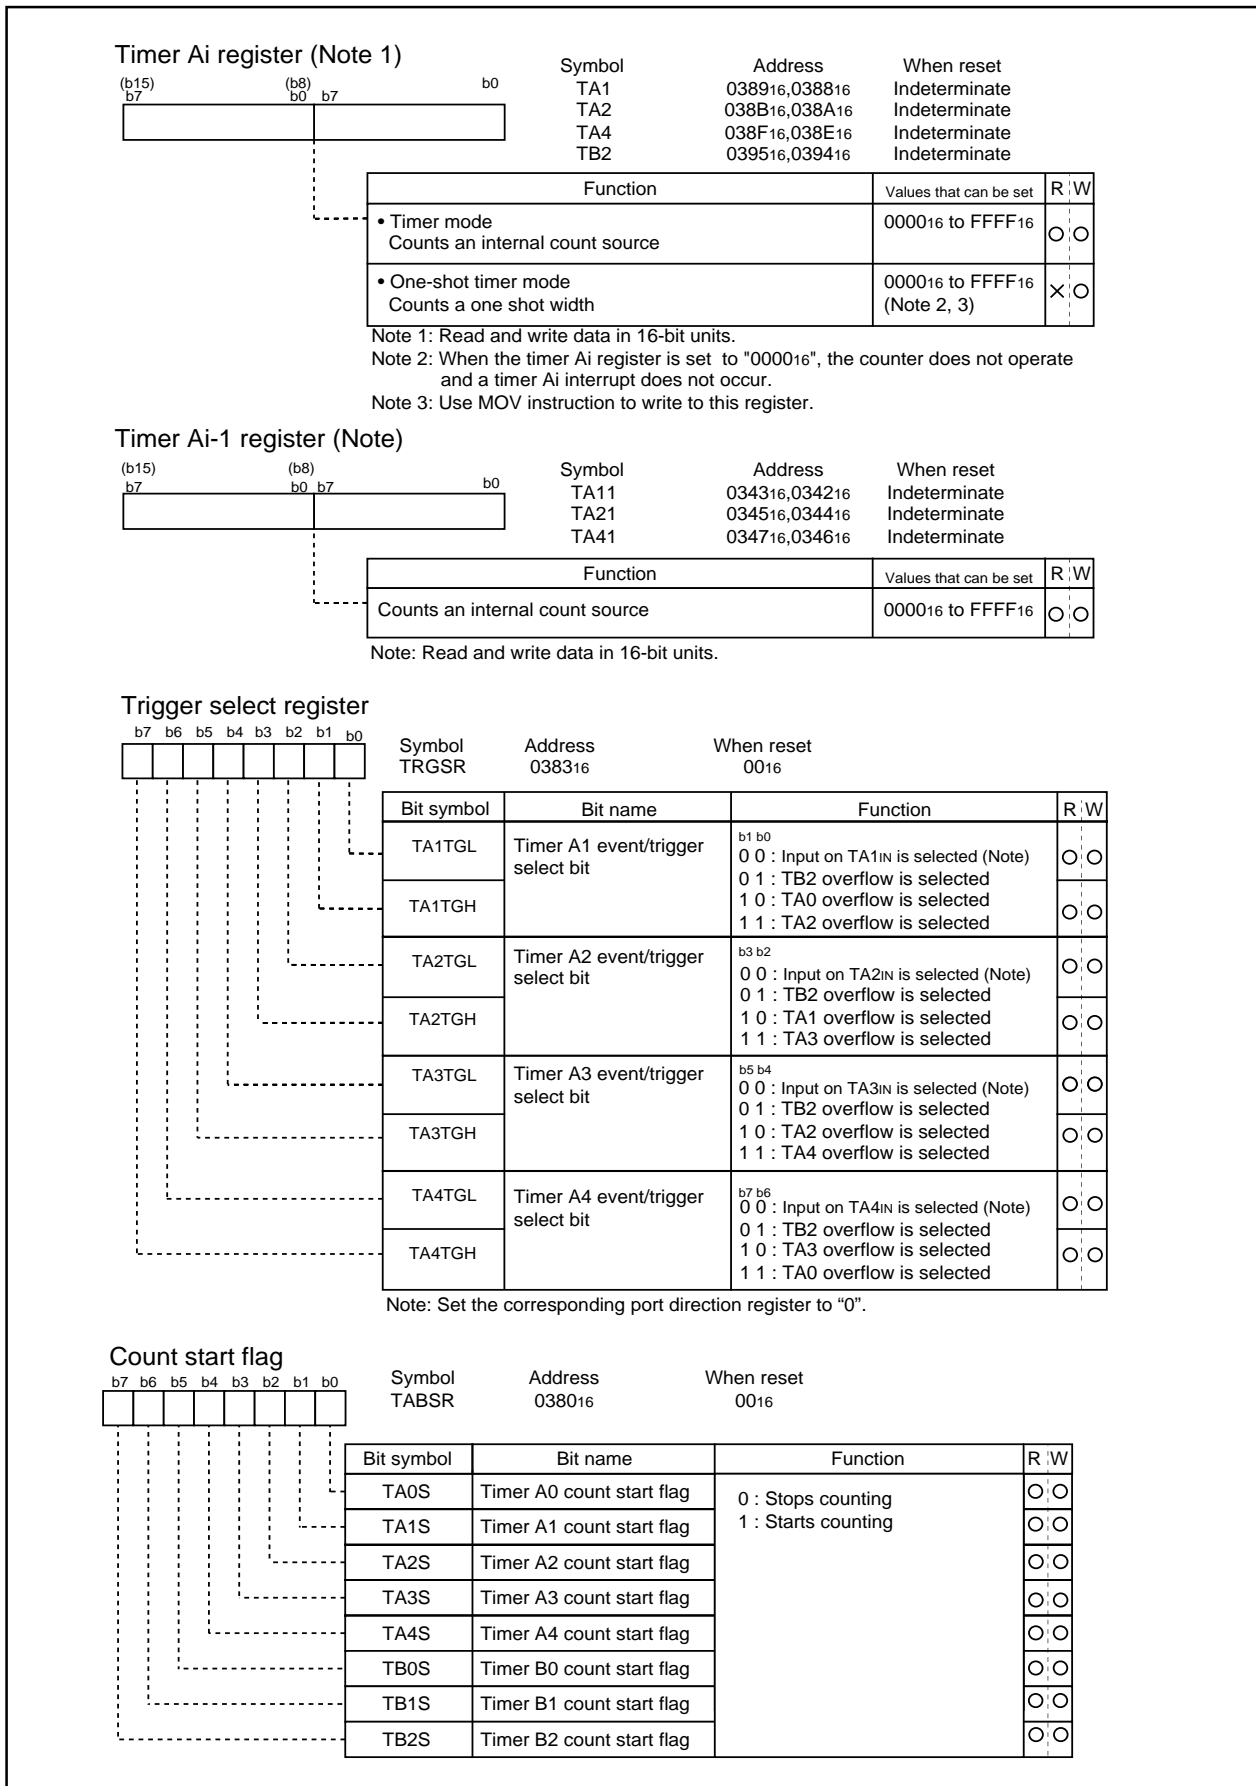 Timer Ai register (Note 1)
(b15) (b8)
b7 b0 b7 b0
Symbol Address When reset
TA1 038916,038816 Indeterminate
TA2 038B16,038A16 Indeterminate
TA4 038F16,038E16 Indeterminate
TB2 039516,039416 Indeterminate
Function Values that can be set R W
• Timer mode 000016 to FFFF16
Counts an internal count source
• One-shot timer mode 000016 to FFFF16
Counts a one shot width (Note 2, 3)
Note 1: Read and write data in 16-bit units.
Note 2: When the timer Ai register is set to "000016", the counter does not operate
and a timer Ai interrupt does not occur.
Note 3: Use MOV instruction to write to this register.
Timer Ai-1 register (Note)
(b15) (b8)
b7 b0 b7 b0
Symbol Address When reset
TA11 034316,034216 Indeterminate
TA21 034516,034416 Indeterminate
TA41 034716,034616 Indeterminate
Function Values that can be set R W
Counts an internal count source 000016 to FFFF16
Note: Read and write data in 16-bit units.
Trigger select register
b7 b6 b5 b4 b3 b2 b1 b0
Symbol Address When reset
TRGSR 038316 0016
Bit symbol Bit name Function R W
TA1TGL Timer A1 event/trigger
select bit
TA1TGH
b1 b0
0 0 : Input on TA1IN is selected (Note)
0 1 : TB2 overflow is selected
1 0 : TA0 overflow is selected
1 1 : TA2 overflow is selected
TA2TGL Timer A2 event/trigger
select bit
TA2TGH
b3 b2
0 0 : Input on TA2IN is selected (Note)
0 1 : TB2 overflow is selected
1 0 : TA1 overflow is selected
1 1 : TA3 overflow is selected
TA3TGL Timer A3 event/trigger
select bit
TA3TGH
b5 b4
0 0 : Input on TA3IN is selected (Note)
0 1 : TB2 overflow is selected
1 0 : TA2 overflow is selected
1 1 : TA4 overflow is selected
TA4TGL Timer A4 event/trigger
select bit
TA4TGH
b7 b6
0 0 : Input on TA4IN is selected (Note)
0 1 : TB2 overflow is selected
1 0 : TA3 overflow is selected
1 1 : TA0 overflow is selected
Note: Set the corresponding port direction register to “0”.
Count start flag
b7 b6 b5 b4 b3 b2 b1 b0
Symbol Address When reset
TABSR 038016 0016
Bit symbol Bit name Function R W
TA0S Timer A0 count start flag 0 : Stops counting
TA1S Timer A1 count start flag 1 : Starts counting
TA2S Timer A2 count start flag
TA3S Timer A3 count start flag
TA4S Timer A4 count start flag
TB0S Timer B0 count start flag
TB1S Timer B1 count start flag
TB2S Timer B2 count start flag